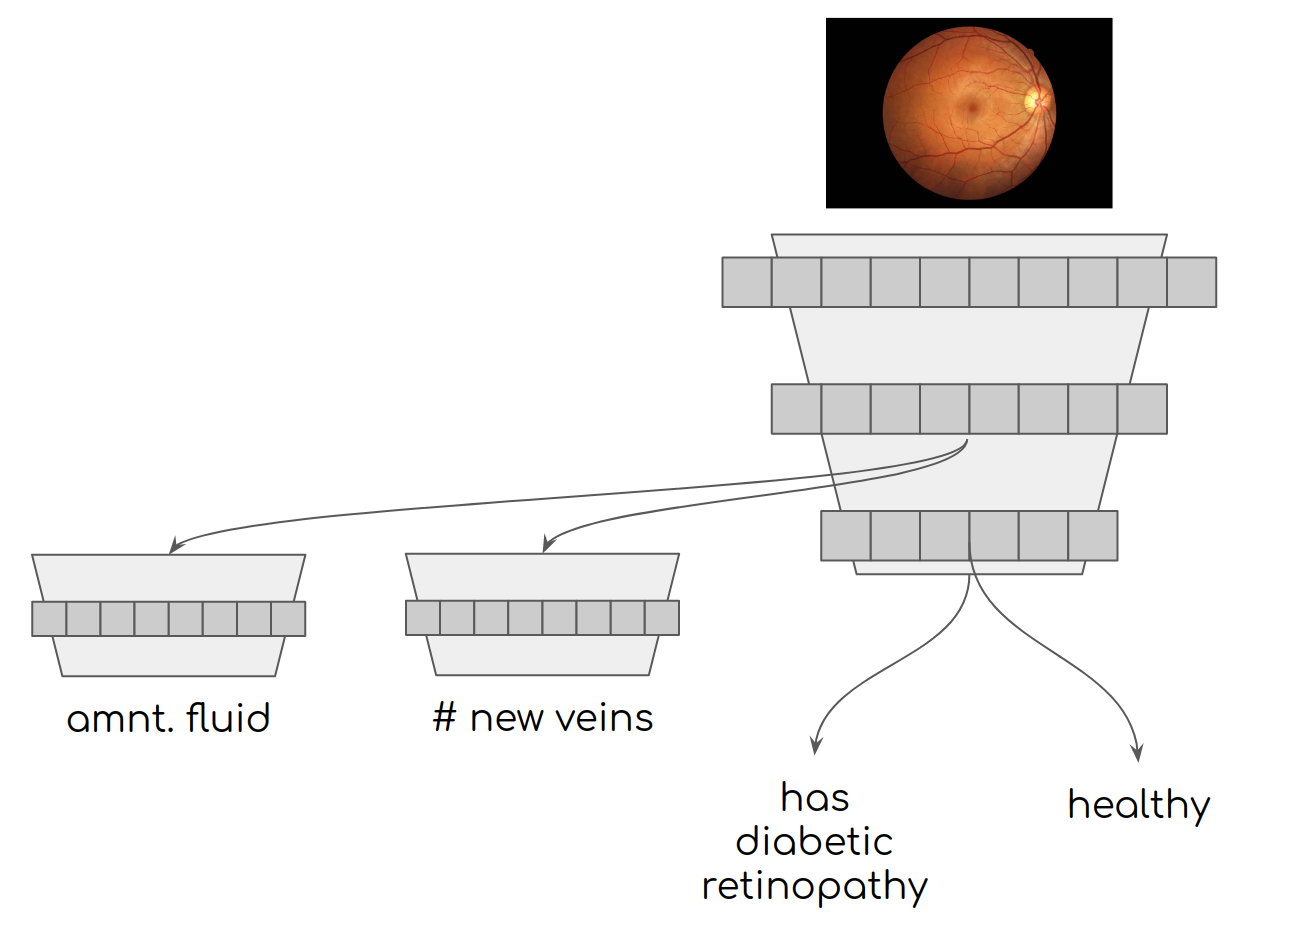 amnt. fluid
# new veins
has
diabetic
retinopathy
healthy